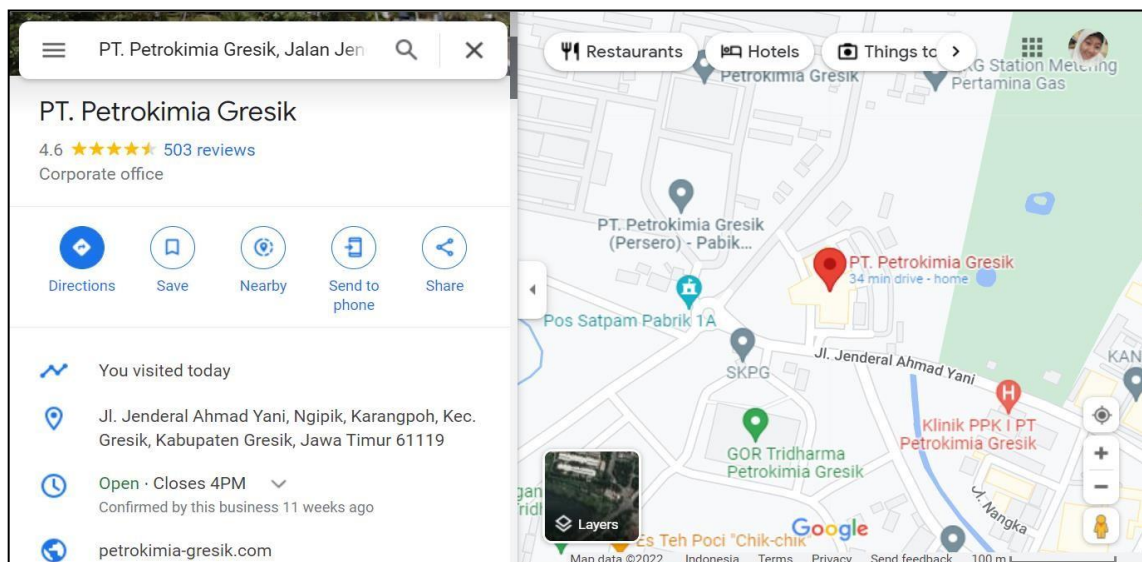 PT. Petrokimia Gresik, Jalan Jen
PT. Petrokimia Gresik
4.6 503 reviews
Corporate office
Directions
Save
Nearby
Send to
phone
Share
You visited today
Jl. Jenderal Ahmad Yani, Ngipik, Karangpoh, Kec.
Gresik, Kabupaten Gresik, Jawa Timur 61119
Open · Closes 4PM
Confirmed by this business 11 weeks ago
petrokimia-gresik.com
Restaurants
Hotels
Things to
Petrokimia Gresik
Station Metering
Pertamina Gas
PT. Petrokimia Gresik
(Persero) - Pabik...
PT. Petrokimia Gresik
34 min drive - home
Pos Satpam Pabrik 1A
SKPG
Jl. Jenderal Ahmad Yani
KAN
Klinik PPK I PT
Petrokimia Gresik
GOR Tridharma
Petrokimia Gresik
Jl. Nangka
Layers
Google
Es Teh Poci "Chik-chik
Map data ©2022 Indonesia Terms Privacy Send feedback 100 m